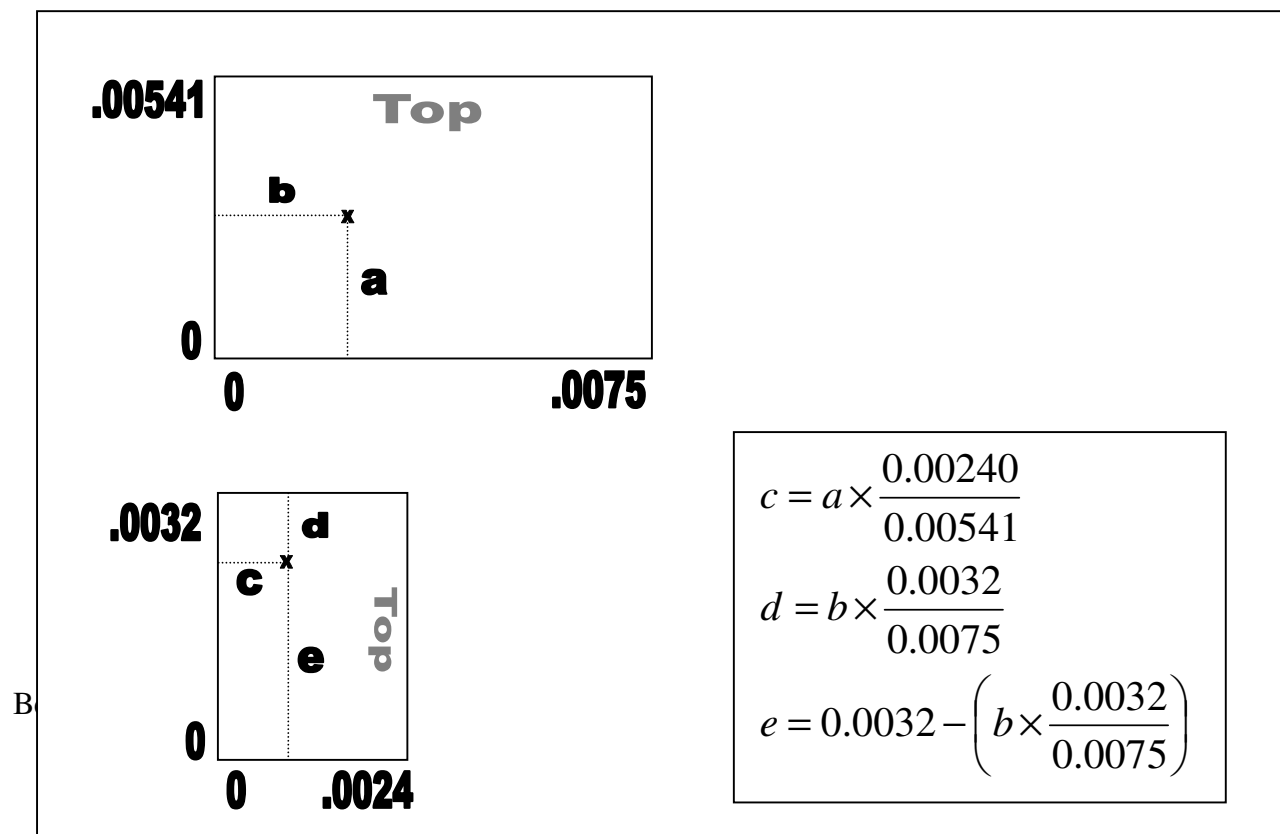 .00541
Top
b
x
a
0
0 .0075
.0032
d
x
c
Top
e
0
0 .0024
c = a × 0.00240 / 0.00541
d = b × 0.0032 / 0.0075
e = 0.0032 − ( b × 0.0032 / 0.0075 )